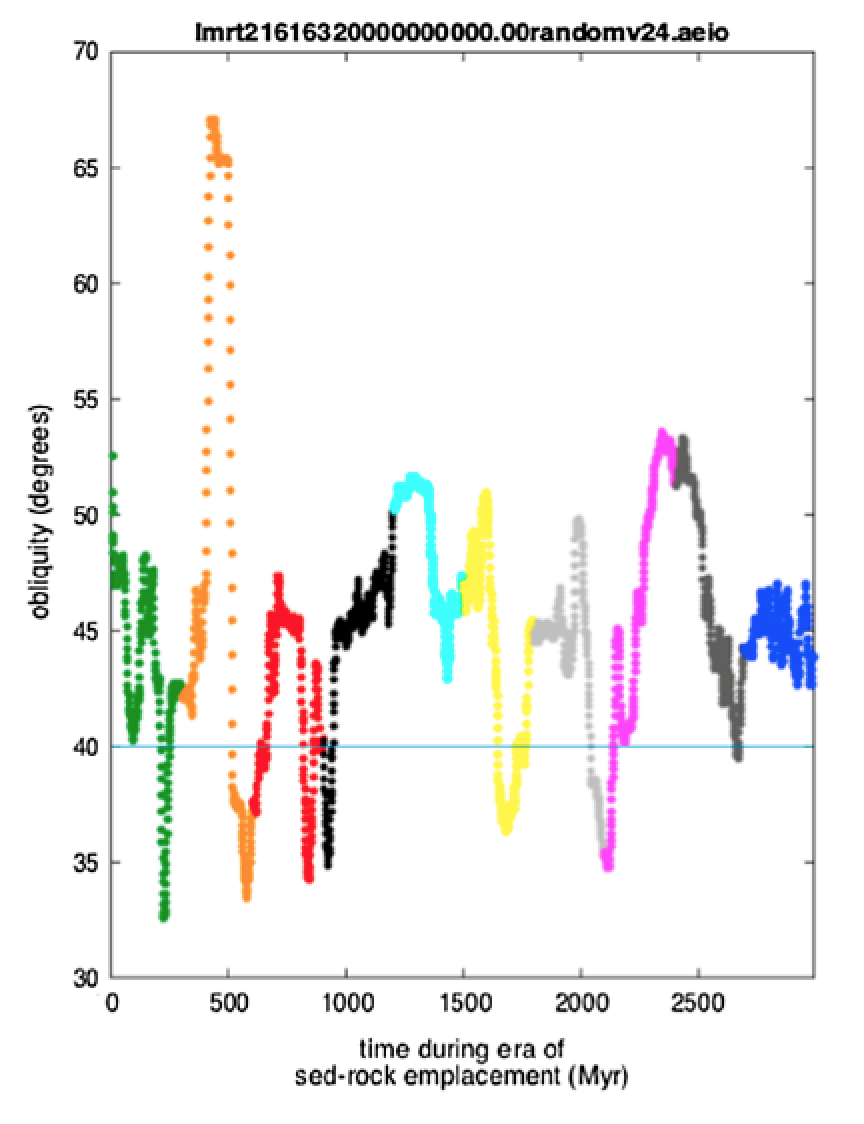 lmrt21616320000000000.00randomv24.aeio
70
65
60
55
50
45
40
35
30
obliquity (degrees)
0 500 1000 1500 2000 2500
time during era of
sed-rock emplacement (Myr)